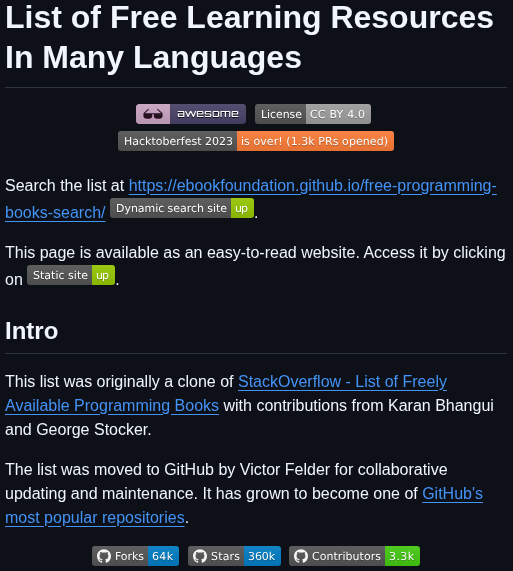 List of Free Learning Resources
In Many Languages
awesome License CC BY 4.0
Hacktoberfest 2023 is over! (1.3k PRs opened)
Search the list at https://ebookfoundation.github.io/free-programming-
books-search/ Dynamic search site up.
This page is available as an easy-to-read website. Access it by clicking
on Static site up.
Intro
This list was originally a clone of StackOverflow - List of Freely
Available Programming Books with contributions from Karan Bhangui
and George Stocker.
The list was moved to GitHub by Victor Felder for collaborative
updating and maintenance. It has grown to become one of GitHub's
most popular repositories.
Forks 64k Stars 360k Contributors 3.3k